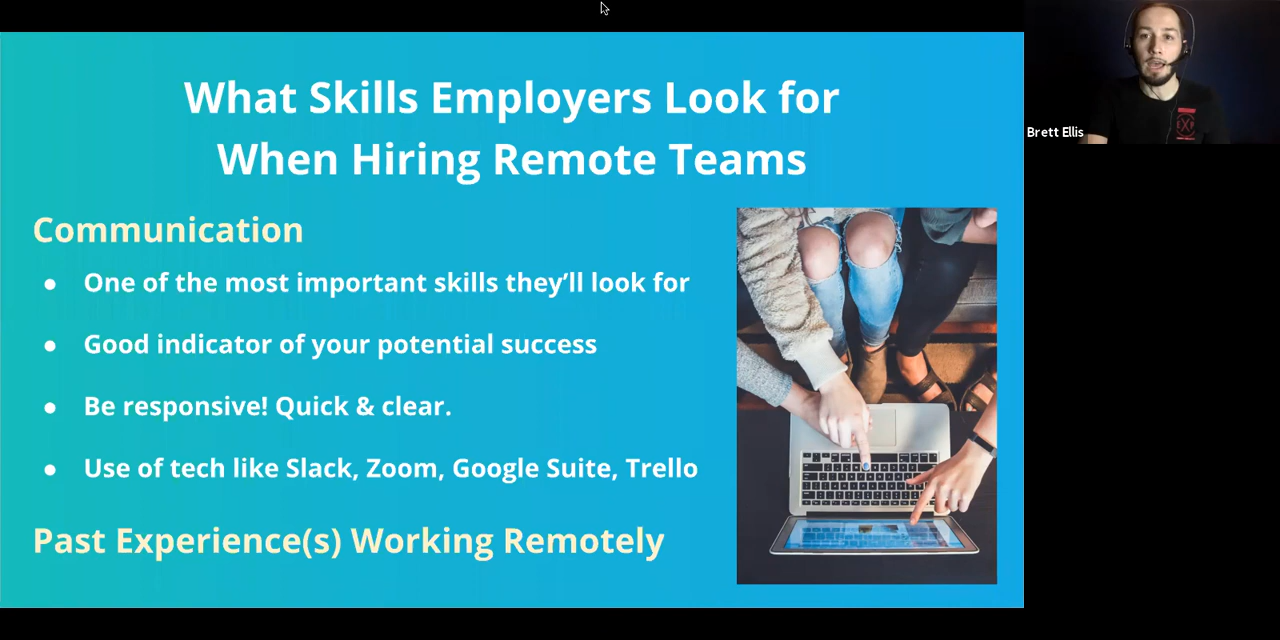 What Skills Employers Look for
When Hiring Remote Teams
Communication
● One of the most important skills they’ll look for
● Good indicator of your potential success
● Be responsive! Quick & clear.
● Use of tech like Slack, Zoom, Google Suite, Trello
Past Experience(s) Working Remotely
Brett Ellis